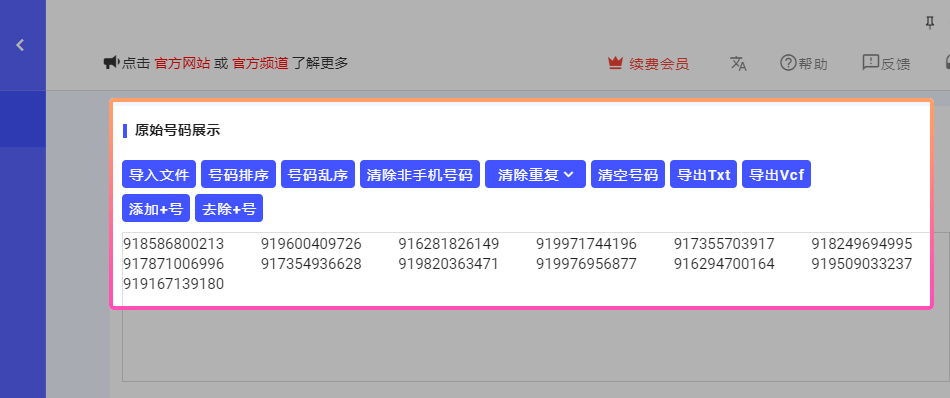 点击 官方网站 或 官方频道 了解更多 续费会员 帮助 反馈
原始号码展示
导入文件 号码排序 号码乱序 清除非手机号码 清除重复 清空号码 导出Txt 导出Vcf
添加+号 去除+号
918586800213 919600409726 916281826149 919971744196 917355703917 918249694995
917871006996 917354936628 919820363471 919976956877 916294700164 919509033237
919167139180